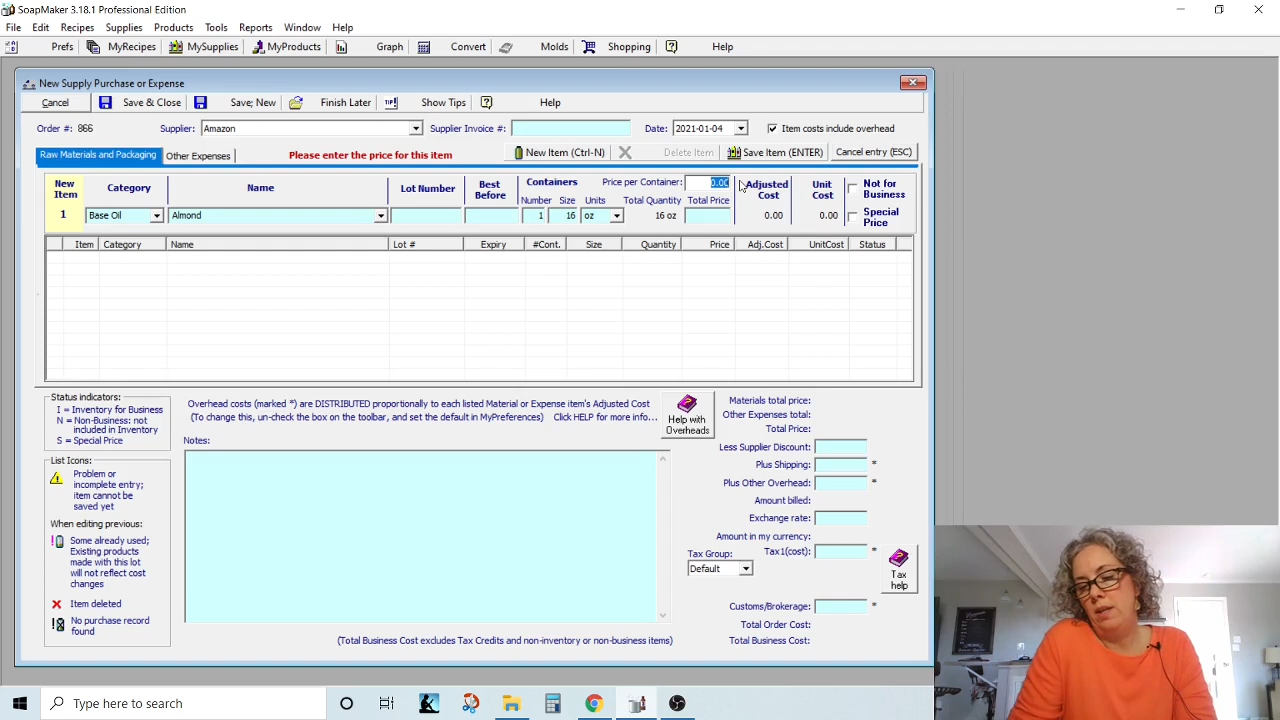 SoapMaker 3.18.1 Professional Edition
File Edit Recipes Supplies Products Tools Reports Window Help
Prefs MyRecipes MySupplies MyProducts Graph Convert Molds Shopping Help
New Supply Purchase or Expense
Cancel Save & Close Save; New Finish Later TIP! Show Tips Help
Order #: 866 Supplier: Amazon Supplier Invoice #: Date: 2021-01-04 Item costs include overhead
Raw Materials and Packaging Other Expenses Please enter the price for this item New Item (Ctrl-N) Delete Item Save Item (ENTER) Cancel entry (ESC)
New Item 1
Category
Base Oil
Name
Almond
Lot Number
Best Before
Containers
Number Size Units
1 16 oz
Price per Container: 0.00
Total Quantity Total Price
16 oz
Adjusted Cost
0.00
Unit Cost
0.00
Not for Business
Special Price
Item Category Name Lot # Expiry #Cont. Size Quantity Price Adj.Cost UnitCost Status
Status indicators:
I = Inventory for Business
N = Non-Business: not
included in Inventory
S = Special Price
Overhead costs (marked *) are DISTRIBUTED proportionally to each listed Material or Expense item's Adjusted Cost
(To change this, un-check the box on the toolbar, and set the default in MyPreferences) Click HELP for more info...
Help with
Overheads
Notes:
List Icons:
Problem or
incomplete entry;
item cannot be
saved yet
When editing previous:
Some already used;
Existing products
made with this lot
will not reflect cost
changes
Item deleted
No purchase record
found
Materials total price:
Other Expenses total:
Total Price:
Less Supplier Discount:
Plus Shipping: *
Plus Other Overhead: *
Amount billed:
Exchange rate:
Amount in my currency:
Tax Group:
Default
Tax1(cost): *
Tax
help
Customs/Brokerage: *
Total Order Cost:
(Total Business Cost excludes Tax Credits and non-inventory or non-business items) Total Business Cost:
Type here to search